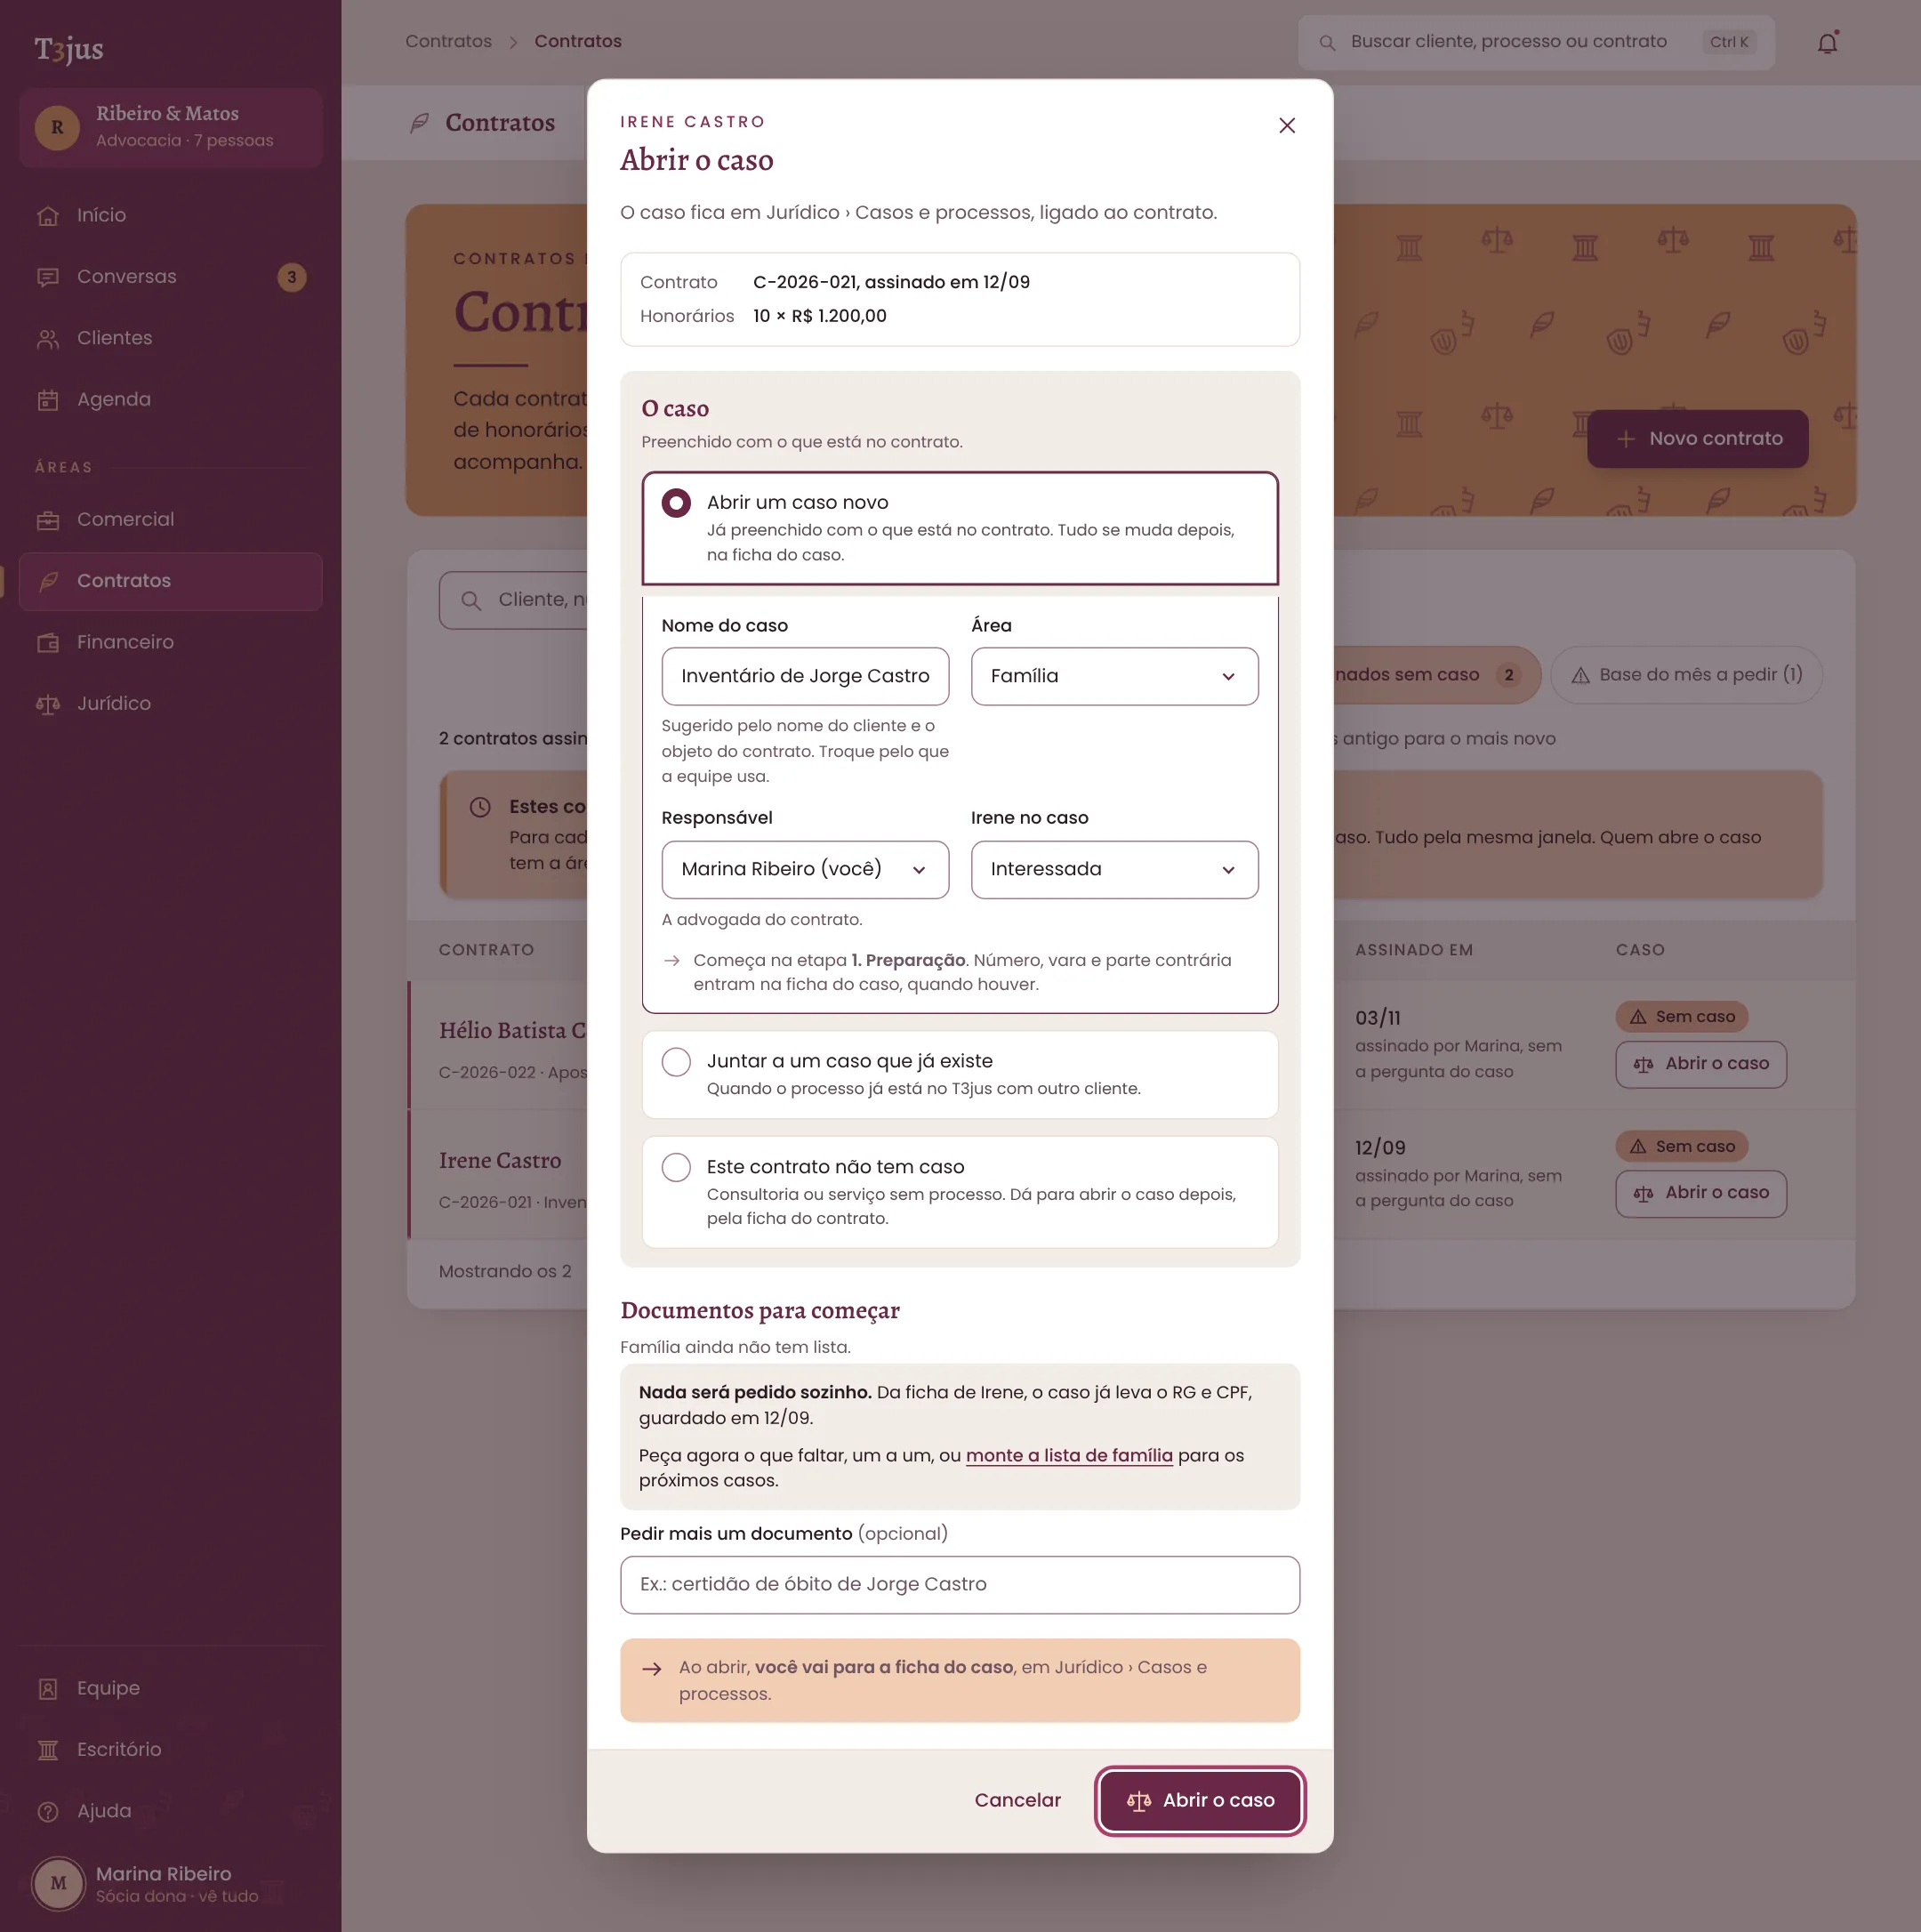 T3jus
Ribeiro & Matos
R
Advocacia · 7 pessoas
Início
Conversas
3
Clientes
Agenda
ÁREAS
Comercial
Contratos
Financeiro
Jurídico
Equipe
Escritório
Ajuda
M
Marina Ribeiro
Sócia dona · vê tudo
Contratos
Contratos
Buscar cliente, processo ou contrato
Ctrl K
Contratos
CONTRATOS
Cada contrat
de honorários
acompanha.
Novo contrato
nados sem caso
2
Base do mês a pedir (1)
2 contratos assin
s antigo para o mais novo
Estes co
Para cad
aso. Tudo pela mesma janela. Quem abre o caso
tem a áre
CONTRATO
ASSINADO EM
CASO
Hélio Batista C
C-2026-022 · Apos
03/11
assinado por Marina, sem
a pergunta do caso
Sem caso
Abrir o caso
Irene Castro
C-2026-021 · Inven
12/09
assinado por Marina, sem
a pergunta do caso
Sem caso
Abrir o caso
Mostrando os 2
IRENE CASTRO
Abrir o caso
O caso fica em Jurídico › Casos e processos, ligado ao contrato.
Contrato C-2026-021, assinado em 12/09
Honorários 10 × R$ 1.200,00
O caso
Preenchido com o que está no contrato.
Abrir um caso novo
Já preenchido com o que está no contrato. Tudo se muda depois,
na ficha do caso.
Nome do caso
Área
Inventário de Jorge Castro
Família
Sugerido pelo nome do cliente e o
objeto do contrato. Troque pelo que
a equipe usa.
Responsável
Irene no caso
Marina Ribeiro (você)
Interessada
A advogada do contrato.
→ Começa na etapa 1. Preparação. Número, vara e parte contrária
entram na ficha do caso, quando houver.
Juntar a um caso que já existe
Quando o processo já está no T3jus com outro cliente.
Este contrato não tem caso
Consultoria ou serviço sem processo. Dá para abrir o caso depois,
pela ficha do contrato.
Documentos para começar
Família ainda não tem lista.
Nada será pedido sozinho. Da ficha de Irene, o caso já leva o RG e CPF,
guardado em 12/09.
Peça agora o que faltar, um a um, ou monte a lista de família para os
próximos casos.
Pedir mais um documento (opcional)
Ex.: certidão de óbito de Jorge Castro
→ Ao abrir, você vai para a ficha do caso, em Jurídico › Casos e
processos.
Cancelar
Abrir o caso